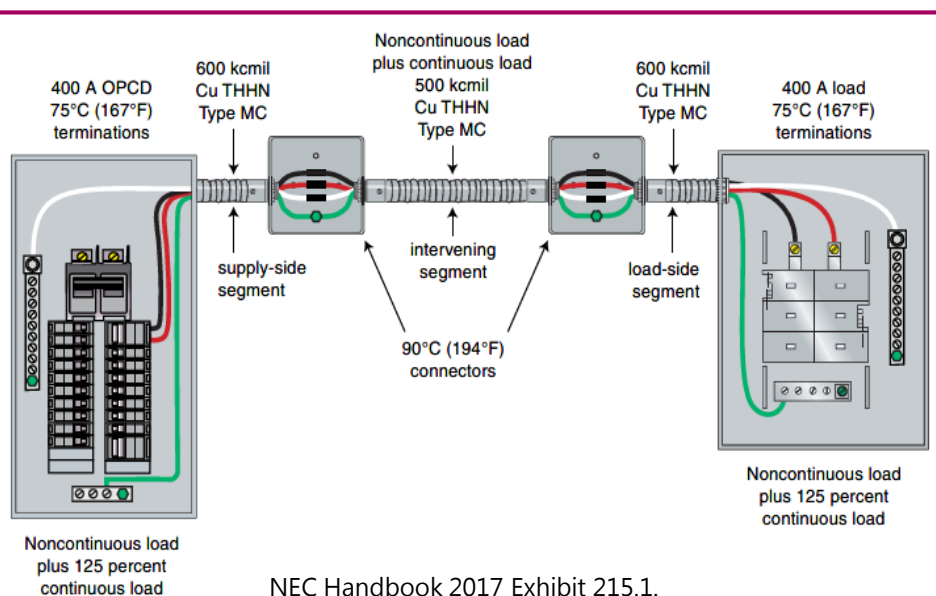 400 A OPCD
75°C (167°F)
terminations
600 kcmil
Cu THHN
Type MC
Noncontinuous load
plus continuous load
500 kcmil
Cu THHN
Type MC
600 kcmil
Cu THHN
Type MC
400 A load
75°C (167°F)
terminations
supply-side
segment
intervening
segment
load-side
segment
90°C (194°F)
connectors
Noncontinuous load
plus 125 percent
continuous load
Noncontinuous load
plus 125 percent
continuous load
NEC Handbook 2017 Exhibit 215.1.